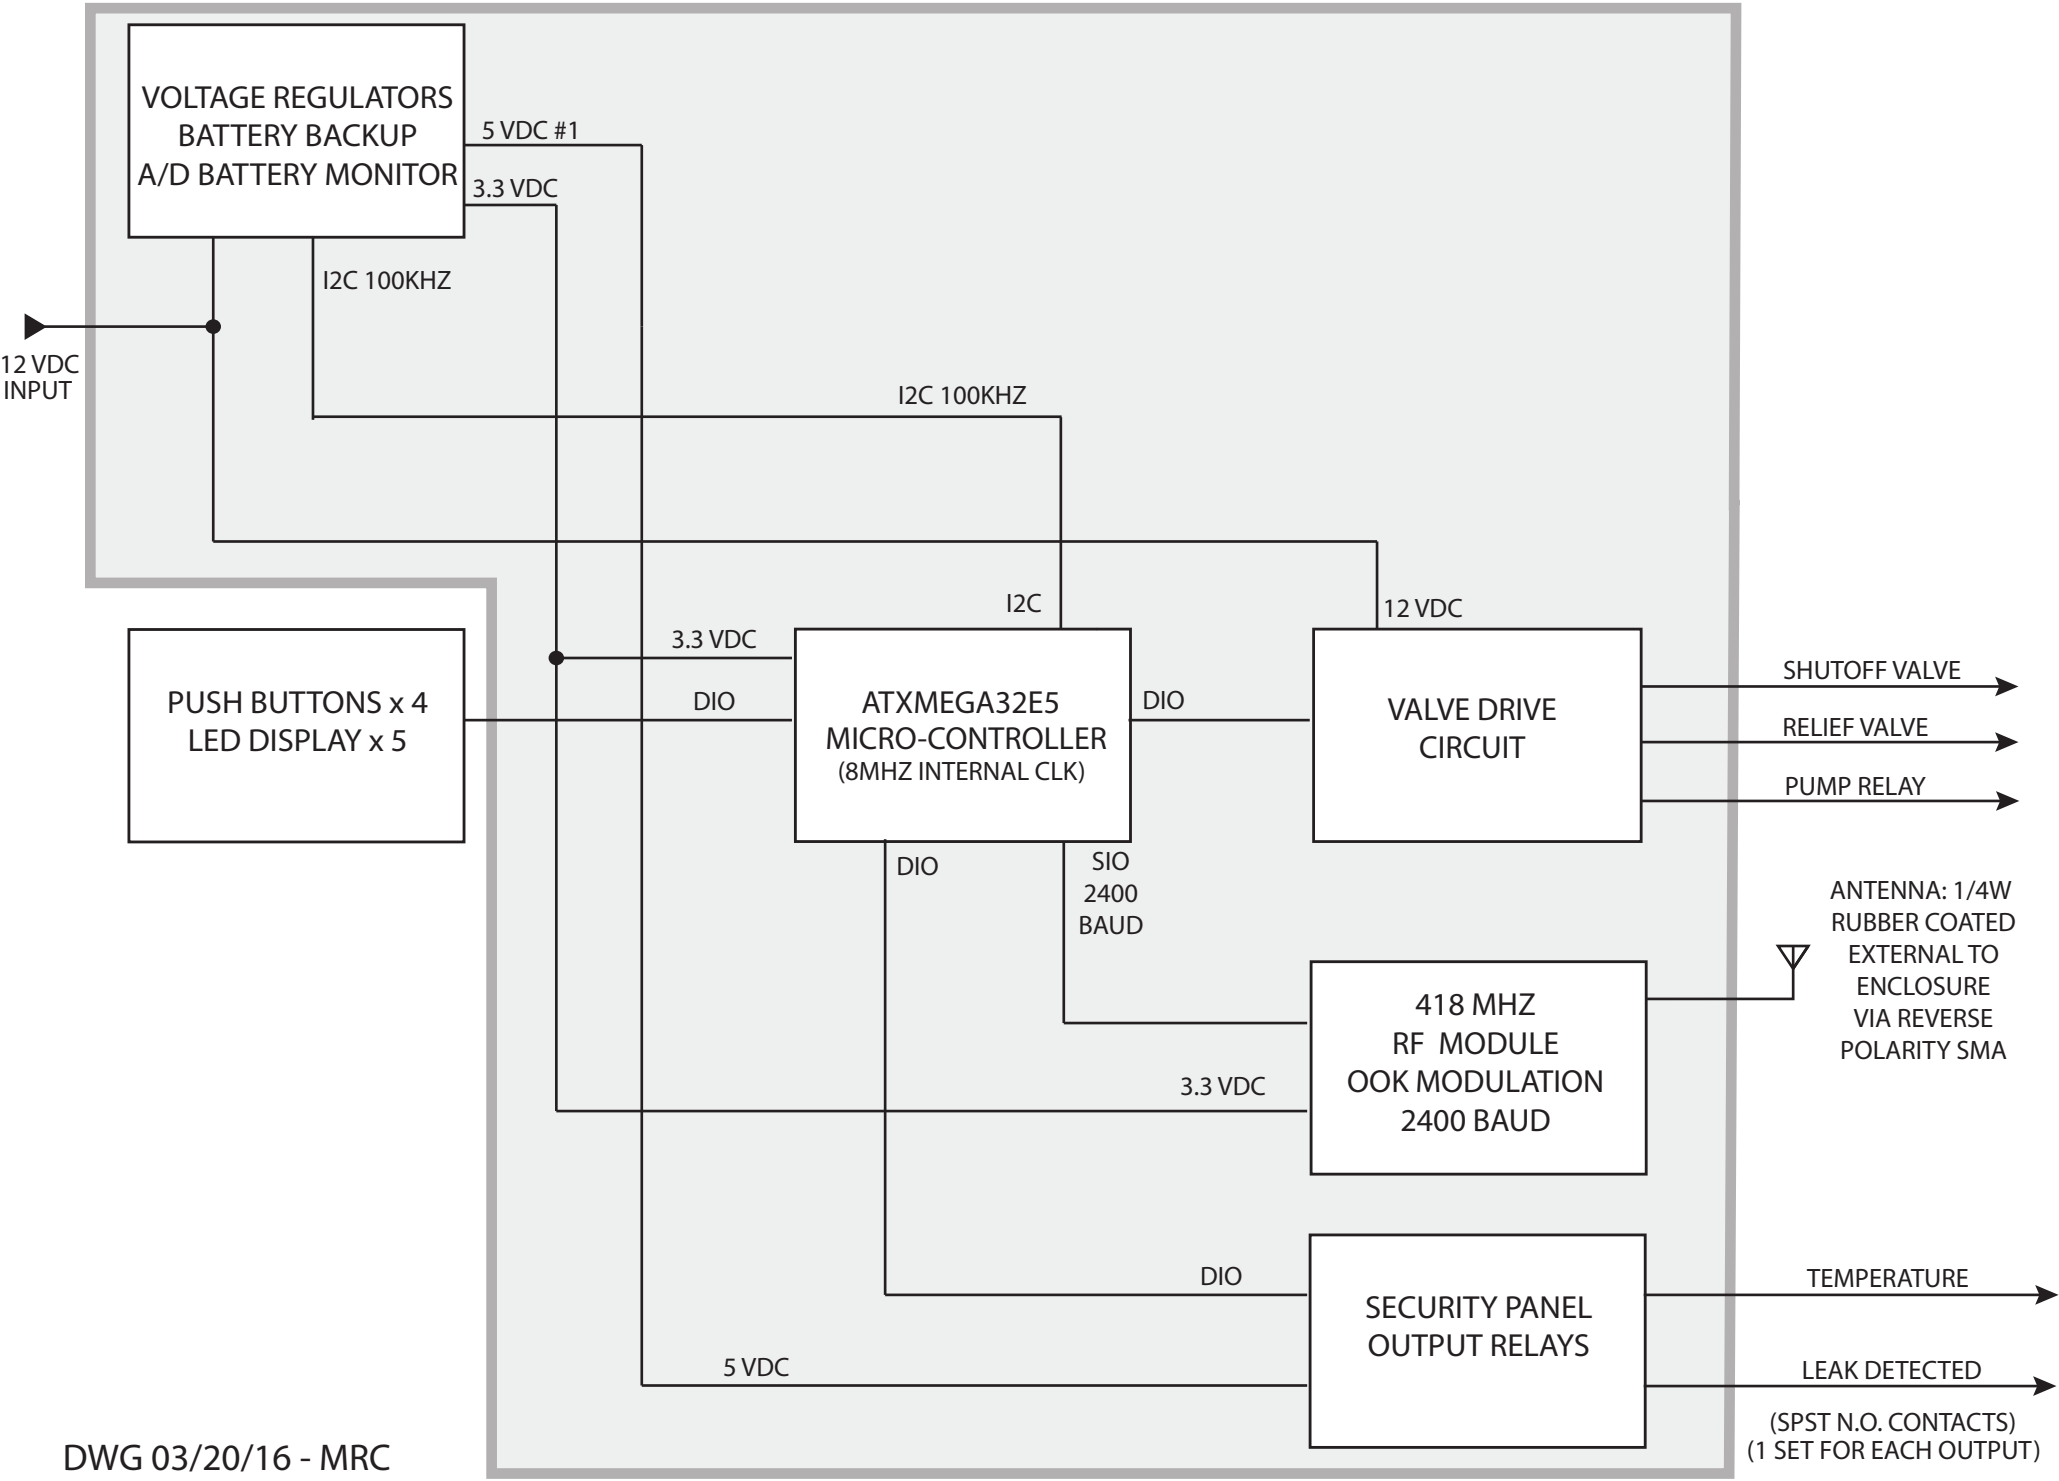 VOLTAGE REGULATORS
BATTERY BACKUP
A/D BATTERY MONITOR
5 VDC #1
3.3 VDC
I2C 100KHZ
12 VDC
INPUT
I2C 100KHZ
I2C
12 VDC
3.3 VDC
DIO
PUSH BUTTONS x 4
LED DISPLAY x 5
ATXMEGA32E5
MICRO-CONTROLLER
(8MHZ INTERNAL CLK)
DIO
VALVE DRIVE
CIRCUIT
SHUTOFF VALVE
RELIEF VALVE
PUMP RELAY
DIO
SIO
2400
BAUD
ANTENNA: 1/4W
RUBBER COATED
EXTERNAL TO
ENCLOSURE
VIA REVERSE
POLARITY SMA
418 MHZ
RF MODULE
OOK MODULATION
2400 BAUD
3.3 VDC
DIO
SECURITY PANEL
OUTPUT RELAYS
TEMPERATURE
5 VDC
LEAK DETECTED
(SPST N.O. CONTACTS)
(1 SET FOR EACH OUTPUT)
DWG 03/20/16 - MRC